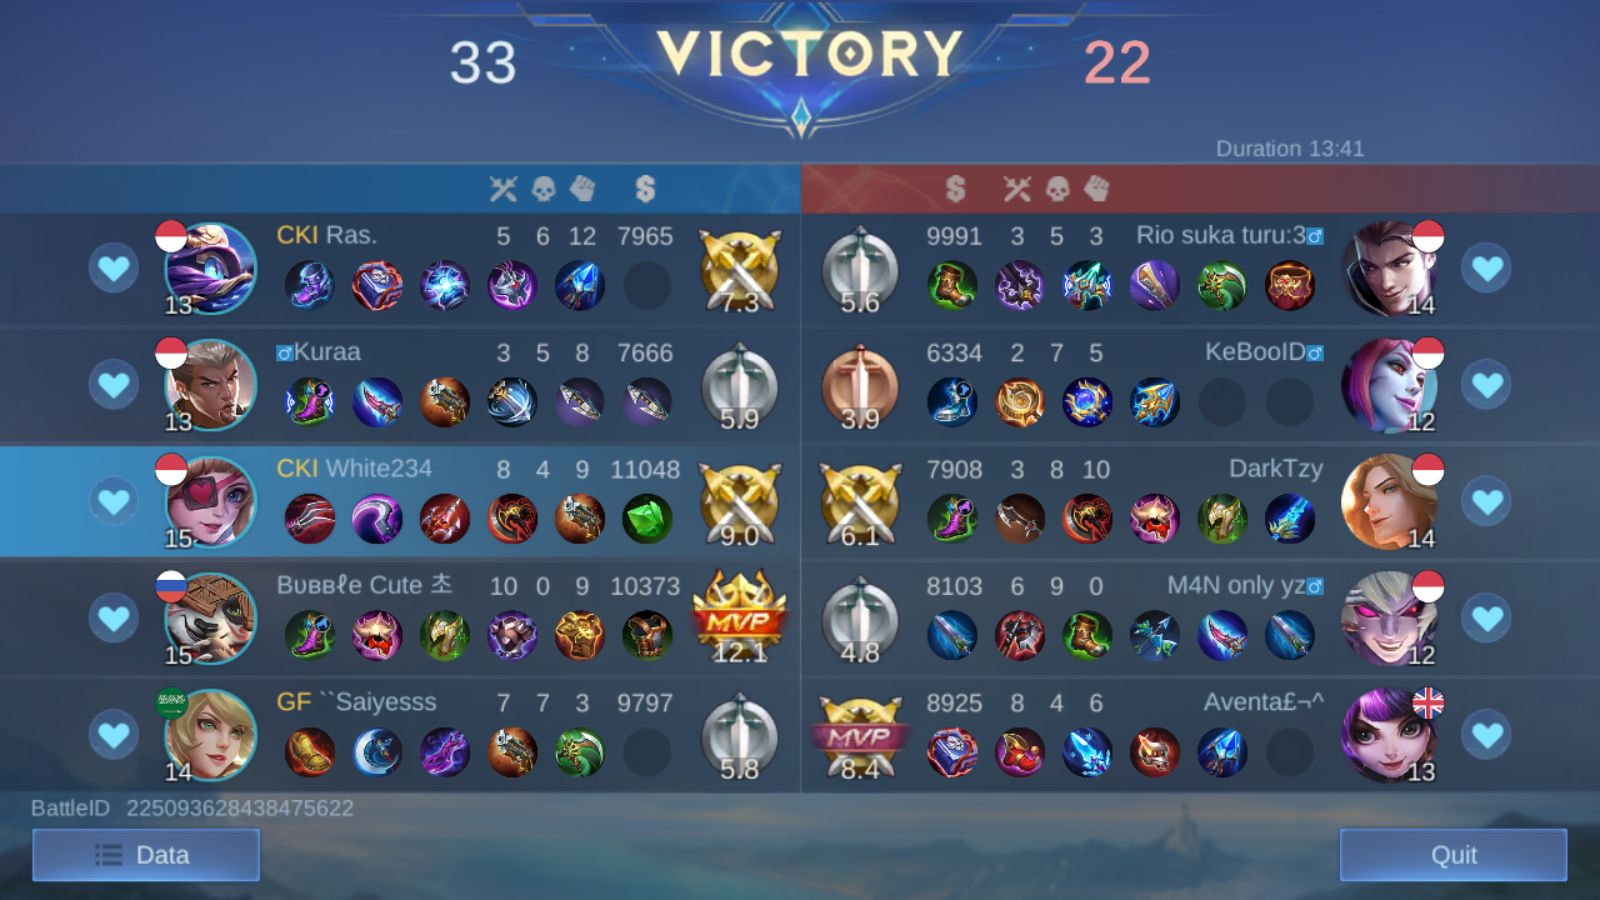 33 VICTORY 22
Duration 13:41
CKI Ras. 5 6 12 7965
13 7.3
9991 3 5 3 Rio suka turu:3♂
5.6 14
♂Kuraa 3 5 8 7666
13 5.9
6334 2 7 5 KeBooID♂
3.9 12
CKI White234 8 4 9 11048
15 9.0
7908 3 8 10 DarkTzy
6.1 14
Bᴜʙʙℓe Cute 초 10 0 9 10373
15 MVP 12.1
8103 6 9 0 M4N only yz♂
4.8 12
GF ``Saiyesss 7 7 3 9797
14 5.8
8925 8 4 6 Aventa£¬^
MVP 8.4 13
BattleID 225093628438475622
Data Quit